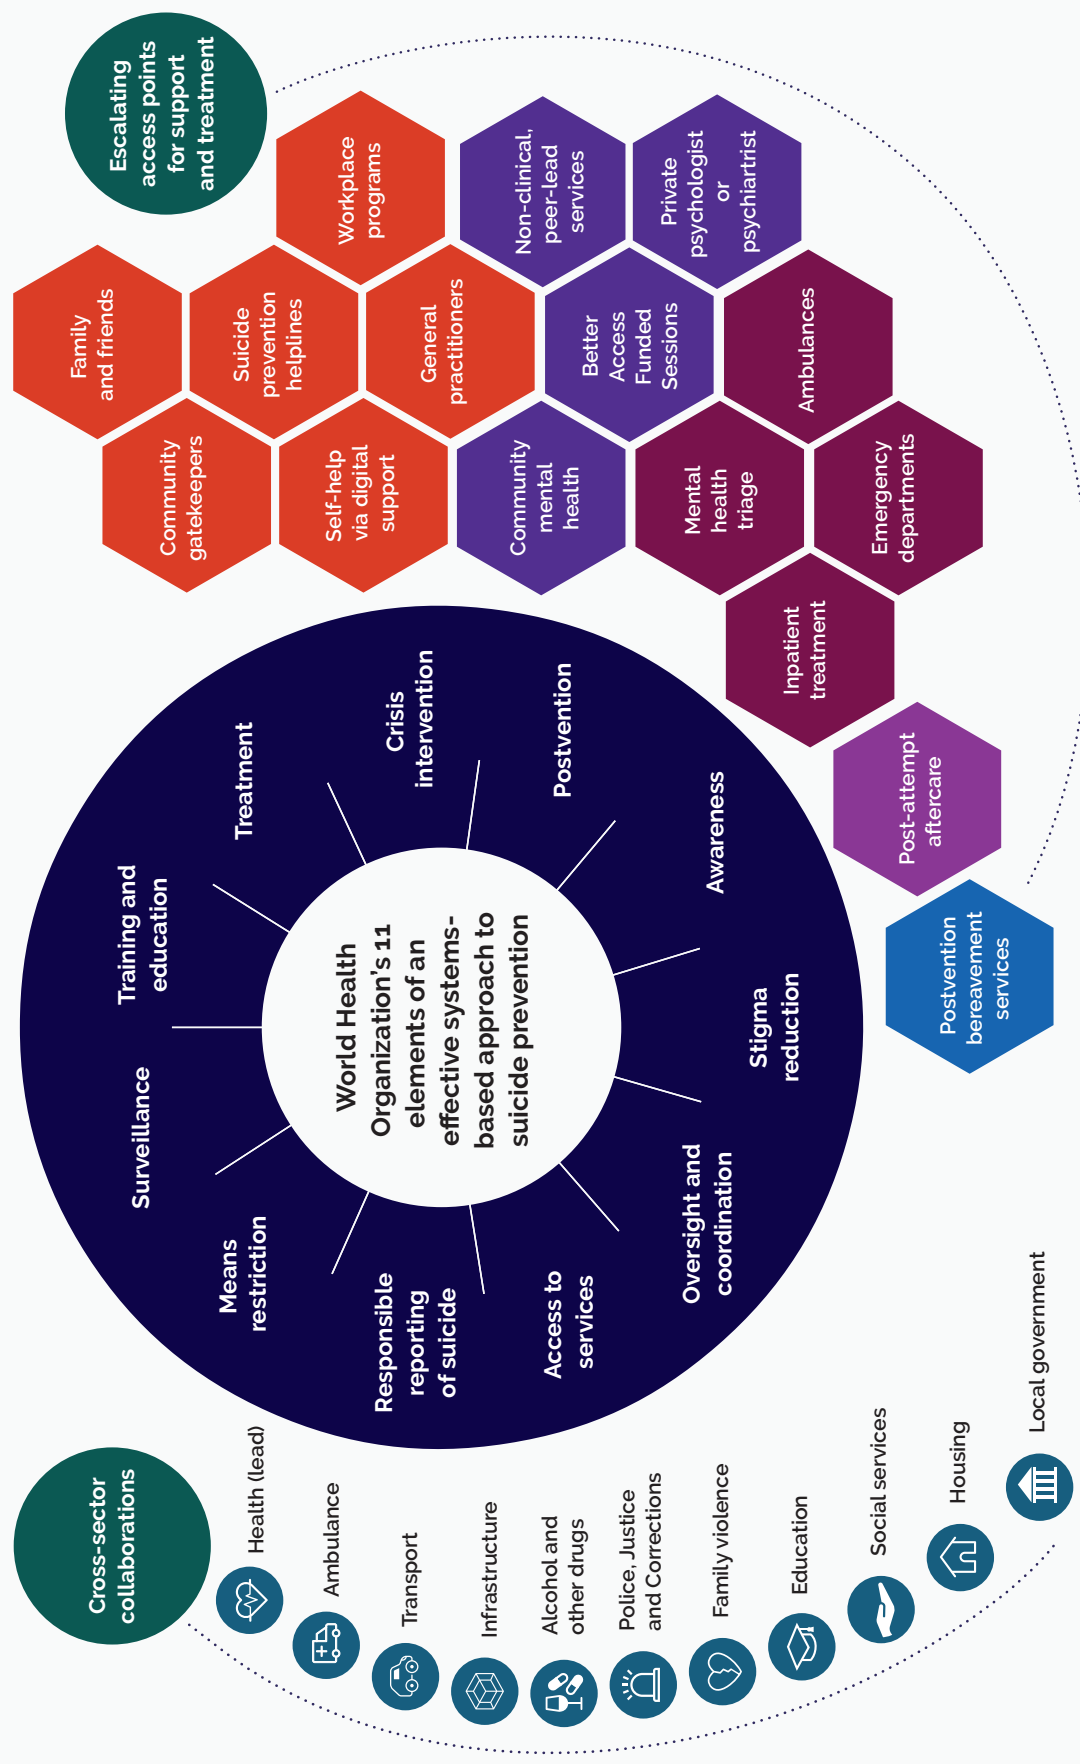 Cross-sector
collaborations
Health (lead)
Ambulance
Transport
Infrastructure
Alcohol and
other drugs
Police, Justice
and Corrections
Family violence
Education
Social services
Housing
Local government
World Health
Organization's 11
elements of an
effective systems-
based approach to
suicide prevention
Surveillance
Training and
education
Treatment
Crisis
intervention
Postvention
Awareness
Stigma
reduction
Oversight and
coordination
Access to
services
Responsible
reporting
of suicide
Means
restriction
Escalating
access points
for support
and treatment
Family
and friends
Community
gatekeepers
Suicide
prevention
helplines
Self-help
via digital
support
Workplace
programs
General
practitioners
Community
mental
health
Non-clinical,
peer-lead
services
Better
Access
Funded
Sessions
Private
psychologist
or
psychiartrist
Mental
health
triage
Ambulances
Emergency
departments
Inpatient
treatment
Post-attempt
aftercare
Postvention
bereavement
services